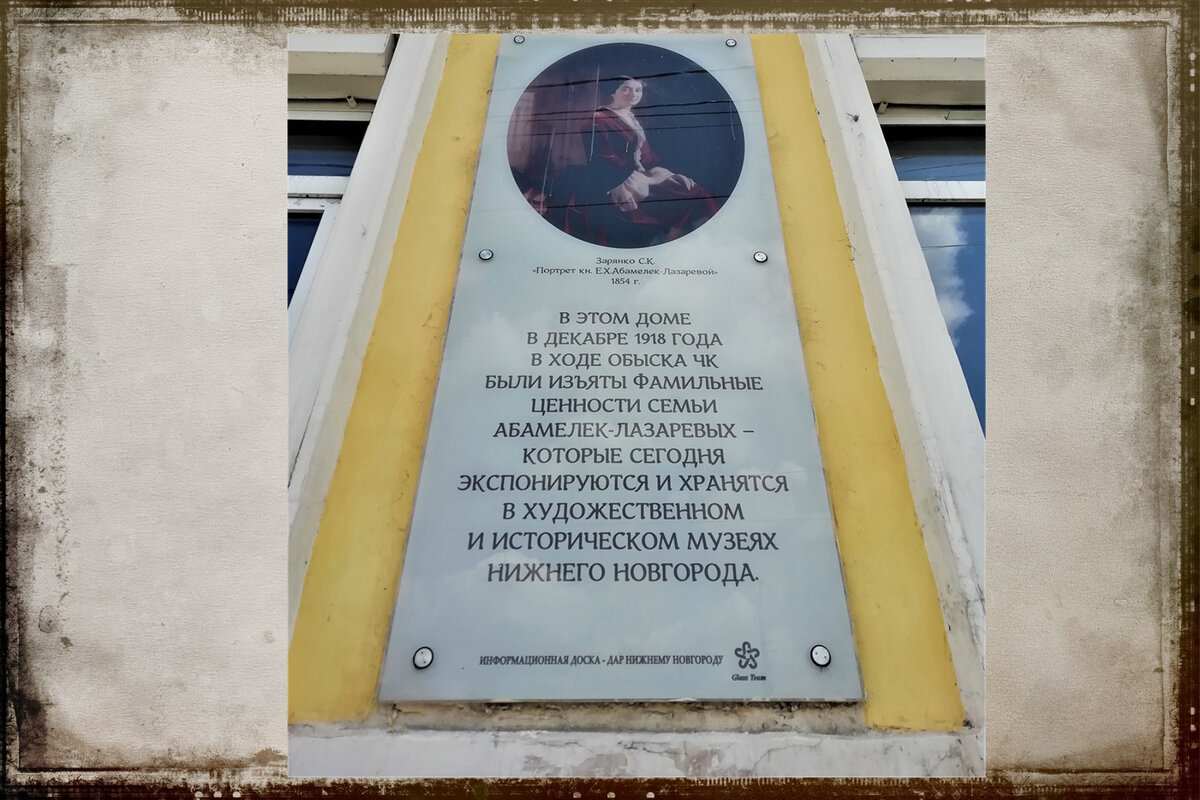 Зарянко С.К.
«Портрет кн. Е.Х.Абамелек-Лазаревой»
1854 г.
В ЭТОМ ДОМЕ
В ДЕКАБРЕ 1918 ГОДА
В ХОДЕ ОБЫСКА ЧК
БЫЛИ ИЗЪЯТЫ ФАМИЛЬНЫЕ
ЦЕННОСТИ СЕМЬИ
АБАМЕЛЕК-ЛАЗАРЕВЫХ –
КОТОРЫЕ СЕГОДНЯ
ЭКСПОНИРУЮТСЯ И ХРАНЯТСЯ
В ХУДОЖЕСТВЕННОМ
И ИСТОРИЧЕСКОМ МУЗЕЯХ
НИЖНЕГО НОВГОРОДА.
ИНФОРМАЦИОННАЯ ДОСКА - ДАР НИЖНЕМУ НОВГОРОДУ
Glass Team